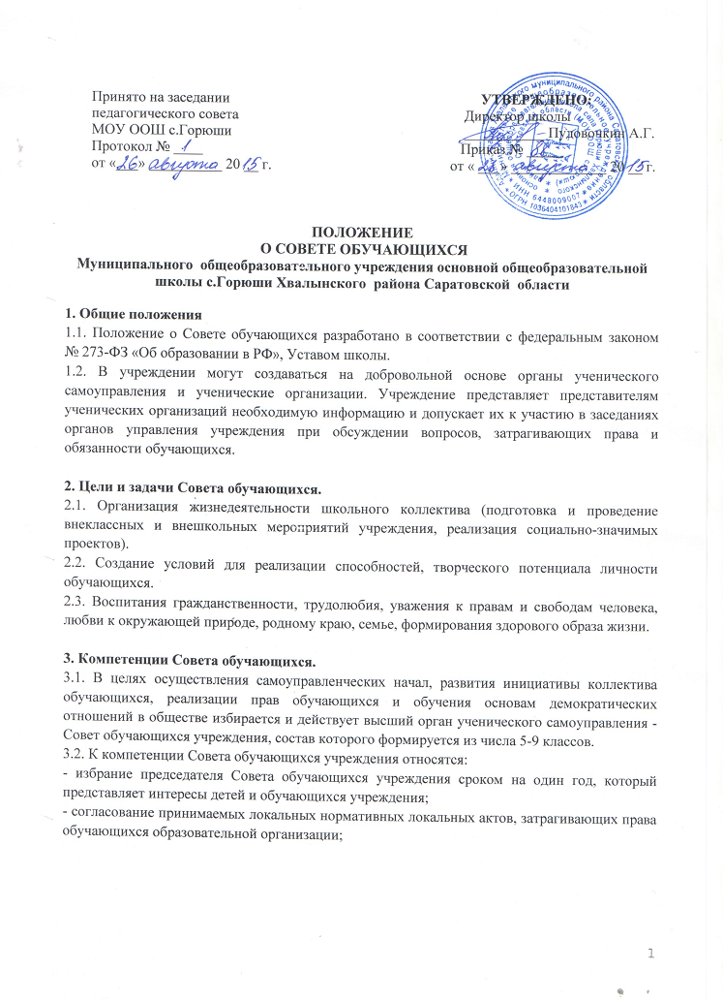 Принято на заседании
педагогического совета
МОУ ООШ с.Горюши
Протокол № 1
от «26» августа 2015 г.
УТВЕРЖДЕНО:
Директор школы
Пудовочкин А.Г.
Приказ №
от « » августа 2015 г.
ИНН 6448009007 * ОГРН 1036404101843
ПОЛОЖЕНИЕ
О СОВЕТЕ ОБУЧАЮЩИХСЯ
Муниципального общеобразовательного учреждения основной общеобразовательной
школы с.Горюши Хвалынского района Саратовской области
1. Общие положения
1.1. Положение о Совете обучающихся разработано в соответствии с федеральным законом
№ 273-ФЗ «Об образовании в РФ», Уставом школы.
1.2. В учреждении могут создаваться на добровольной основе органы ученического
самоуправления и ученические организации. Учреждение представляет представителям
ученических организаций необходимую информацию и допускает их к участию в заседаниях
органов управления учреждения при обсуждении вопросов, затрагивающих права и
обязанности обучающихся.
2. Цели и задачи Совета обучающихся.
2.1. Организация жизнедеятельности школьного коллектива (подготовка и проведение
внеклассных и внешкольных мероприятий учреждения, реализация социально-значимых
проектов).
2.2. Создание условий для реализации способностей, творческого потенциала личности
обучающихся.
2.3. Воспитания гражданственности, трудолюбия, уважения к правам и свободам человека,
любви к окружающей природе, родному краю, семье, формирования здорового образа жизни.
3. Компетенции Совета обучающихся.
3.1. В целях осуществления самоуправленческих начал, развития инициативы коллектива
обучающихся, реализации прав обучающихся и обучения основам демократических
отношений в обществе избирается и действует высший орган ученического самоуправления -
Совет обучающихся учреждения, состав которого формируется из числа 5-9 классов.
3.2. К компетенции Совета обучающихся учреждения относятся:
- избрание председателя Совета обучающихся учреждения сроком на один год, который
представляет интересы детей и обучающихся учреждения;
- согласование принимаемых локальных нормативных локальных актов, затрагивающих права
обучающихся образовательной организации;
1